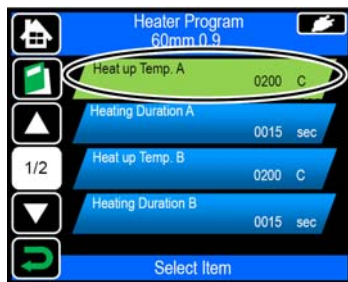 Heater Program
60mm 0.9
Heat up Temp. A
0200 C
Heating Duration A
0015 sec
1/2
Heat up Temp. B
0200 C
Heating Duration B
0015 sec
Select Item